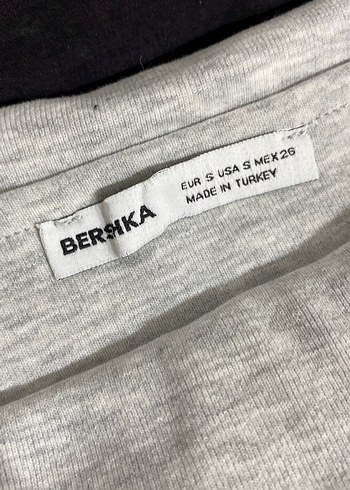 BERSHKA
EUR S USA S MEX 26
MADE IN TURKEY